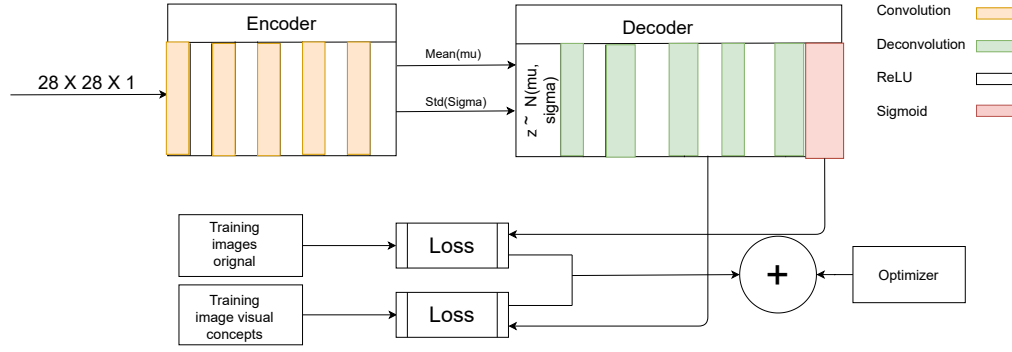 Encoder
Decoder
Convolution
Deconvolution
ReLU
Sigmoid
28 X 28 X 1
Mean(mu)
Std(Sigma)
z ~ N(mu,
sigma)
Training
images
orignal
Loss
Training
image visual
concepts
Loss
+
Optimizer